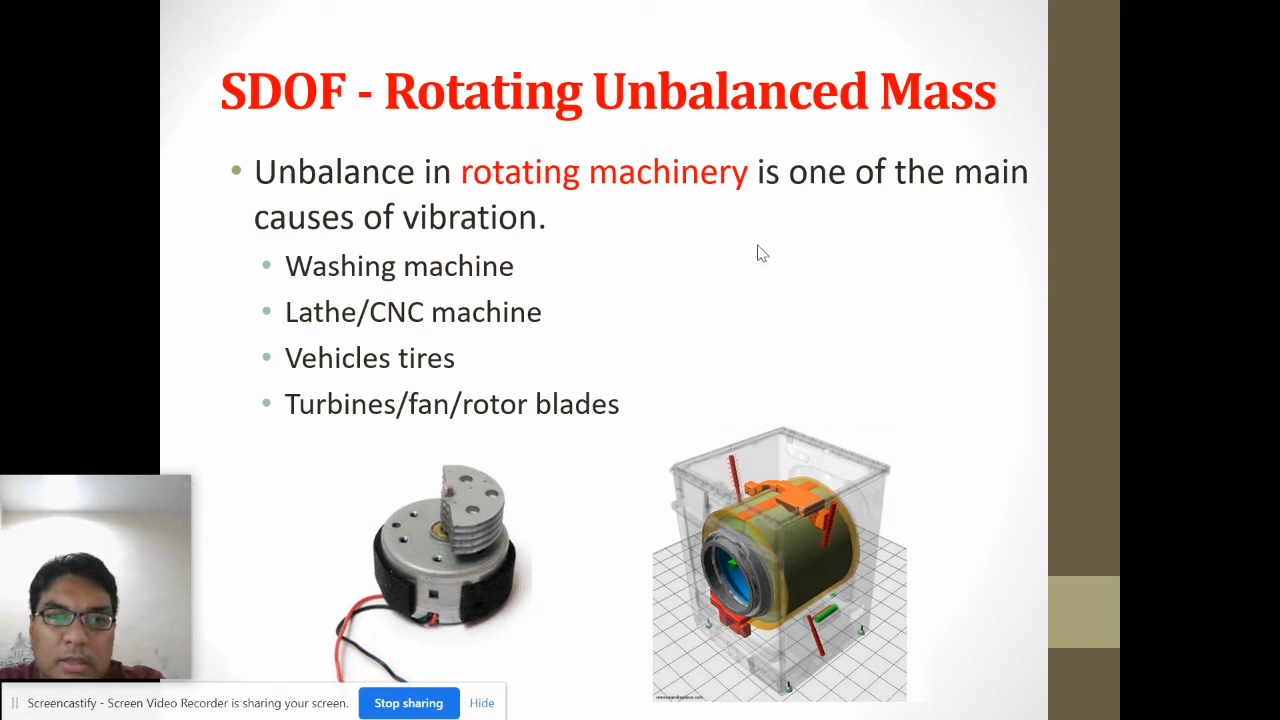 SDOF - Rotating Unbalanced Mass
• Unbalance in rotating machinery is one of the main
causes of vibration.
• Washing machine
• Lathe/CNC machine
• Vehicles tires
• Turbines/fan/rotor blades
removeandreplace.com
Screencastify - Screen Video Recorder is sharing your screen.
Stop sharing
Hide